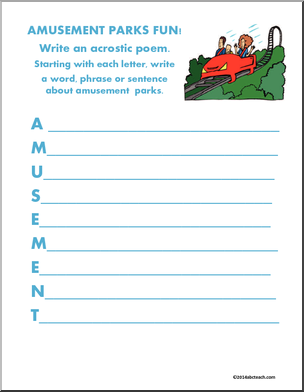 AMUSEMENT PARKS FUN!
Write an acrostic poem.
Starting with each letter, write
a word, phrase or sentence
about amusement parks.
A
M
U
S
E
M
E
N
T
©2014abcteach.com